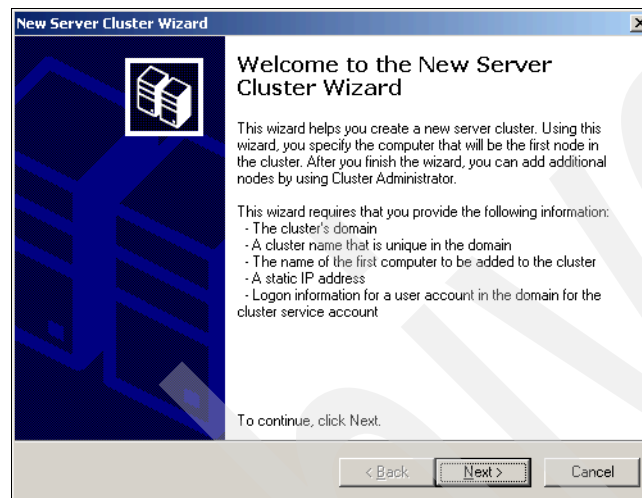 New Server Cluster Wizard
Welcome to the New Server
Cluster Wizard
This wizard helps you create a new server cluster. Using this
wizard, you specify the computer that will be the first node in
the cluster. After you finish the wizard, you can add additional
nodes by using Cluster Administrator.
This wizard requires that you provide the following information:
- The cluster's domain
- A cluster name that is unique in the domain
- The name of the first computer to be added to the cluster
- A static IP address
- Logon information for a user account in the domain for the
cluster service account
To continue, click Next.
< Back Next > Cancel